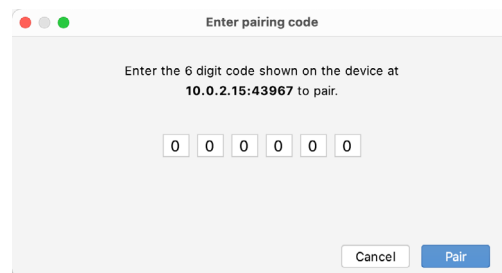 Enter pairing code
Enter the 6 digit code shown on the device at
10.0.2.15:43967 to pair.
0 0 0 0 0 0
Cancel Pair